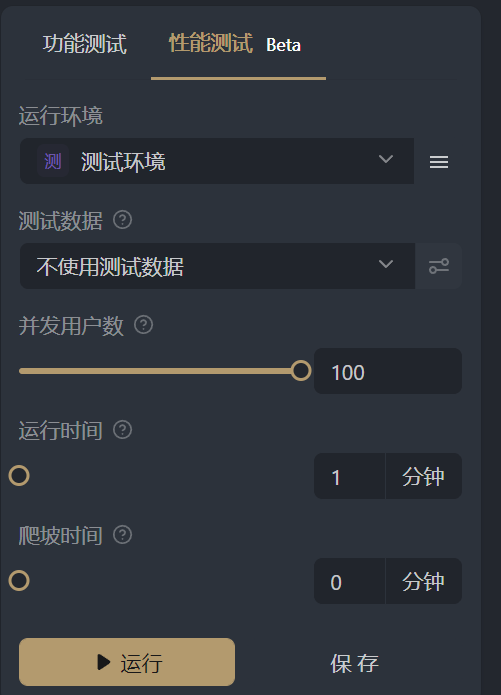 功能测试 性能测试 Beta
运行环境
测 测试环境
测试数据 ?
不使用测试数据
并发用户数 ?
100
运行时间 ?
1 分钟
爬坡时间 ?
0 分钟
运行 保存